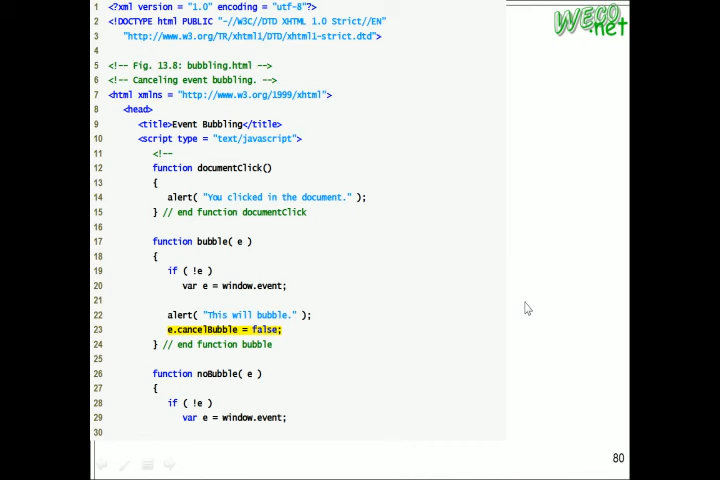 1 <?xml version = "1.0" encoding = "utf-8"?>
2 <!DOCTYPE html PUBLIC "-//W3C//DTD XHTML 1.0 Strict//EN"
3 "http://www.w3.org/TR/xhtml1/DTD/xhtml1-strict.dtd">
4
5 <!-- Fig. 13.8: bubbling.html -->
6 <!-- Canceling event bubbling. -->
7 <html xmlns = "http://www.w3.org/1999/xhtml">
8 <head>
9 <title>Event Bubbling</title>
10 <script type = "text/javascript">
11 <!--
12 function documentClick()
13 {
14 alert( "You clicked in the document." );
15 } // end function documentClick
16
17 function bubble( e )
18 {
19 if ( !e )
20 var e = window.event;
21
22 alert( "This will bubble." );
23 e.cancelBubble = false;
24 } // end function bubble
25
26 function noBubble( e )
27 {
28 if ( !e )
29 var e = window.event;
30
WECO
.net
80